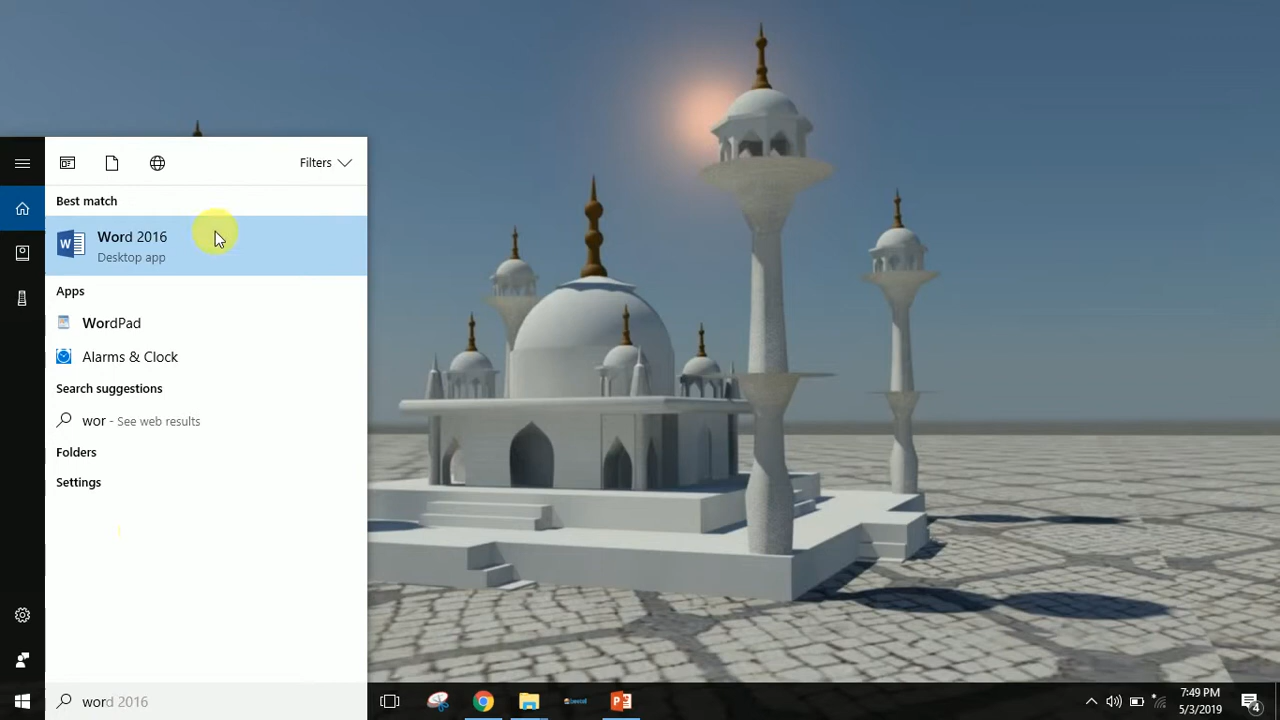 Filters
Best match
Word 2016
Desktop app
Apps
WordPad
Alarms & Clock
Search suggestions
wor - See web results
Folders
Settings
word 2016
7:49 PM
5/3/2019
4